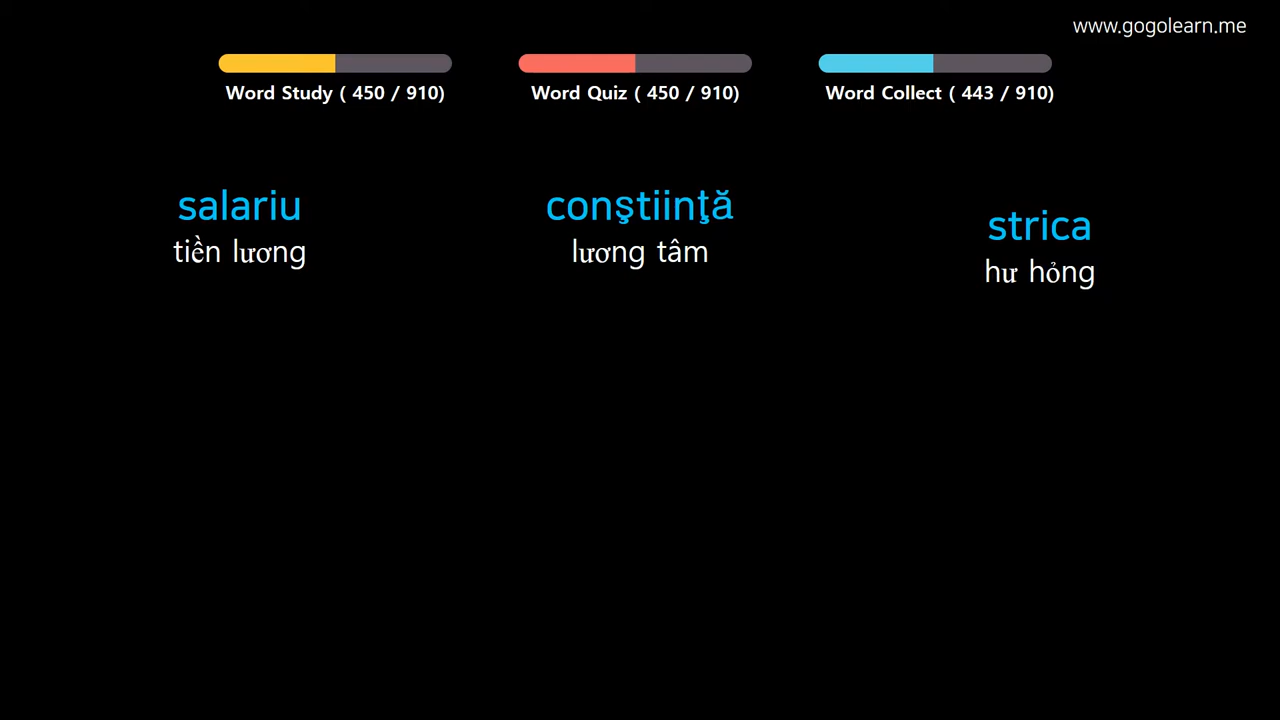 www.gogolearn.me
Word Study ( 450 / 910)
Word Quiz ( 450 / 910)
Word Collect ( 443 / 910)
salariu
tiền lương
conştiinţă
lương tâm
strica
hư hỏng